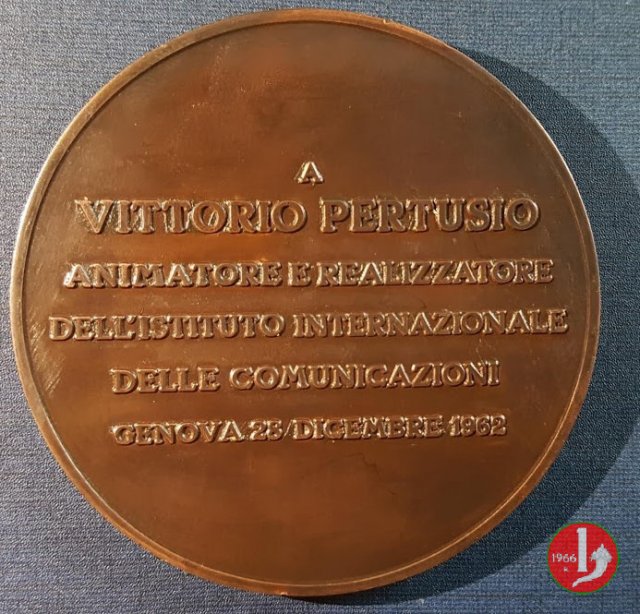 A
VITTORIO PERTUSIO
ANIMATORE E REALIZZATORE
DELL'ISTITUTO INTERNAZIONALE
DELLE COMUNICAZIONI
GENOVA 23 DICEMBRE 1962
1966